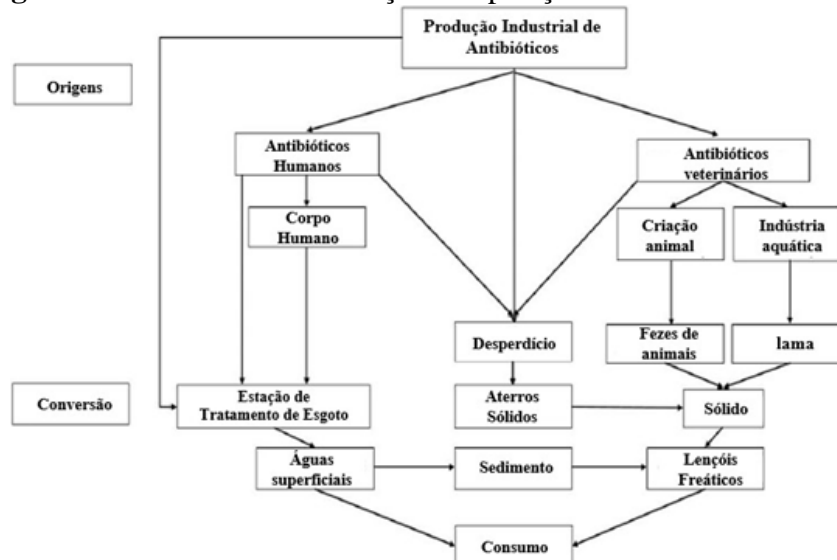 Produção Industrial de
Antibióticos
Origens
Antibióticos
Humanos
Antibióticos
veterinários
Corpo
Humano
Criação
animal
Indústria
aquática
Desperdício
Fezes de
animais
lama
Conversão
Estação de
Tratamento de Esgoto
Aterros
Sólidos
Sólido
Águas
superficiais
Sedimento
Lençóis
Freáticos
Consumo